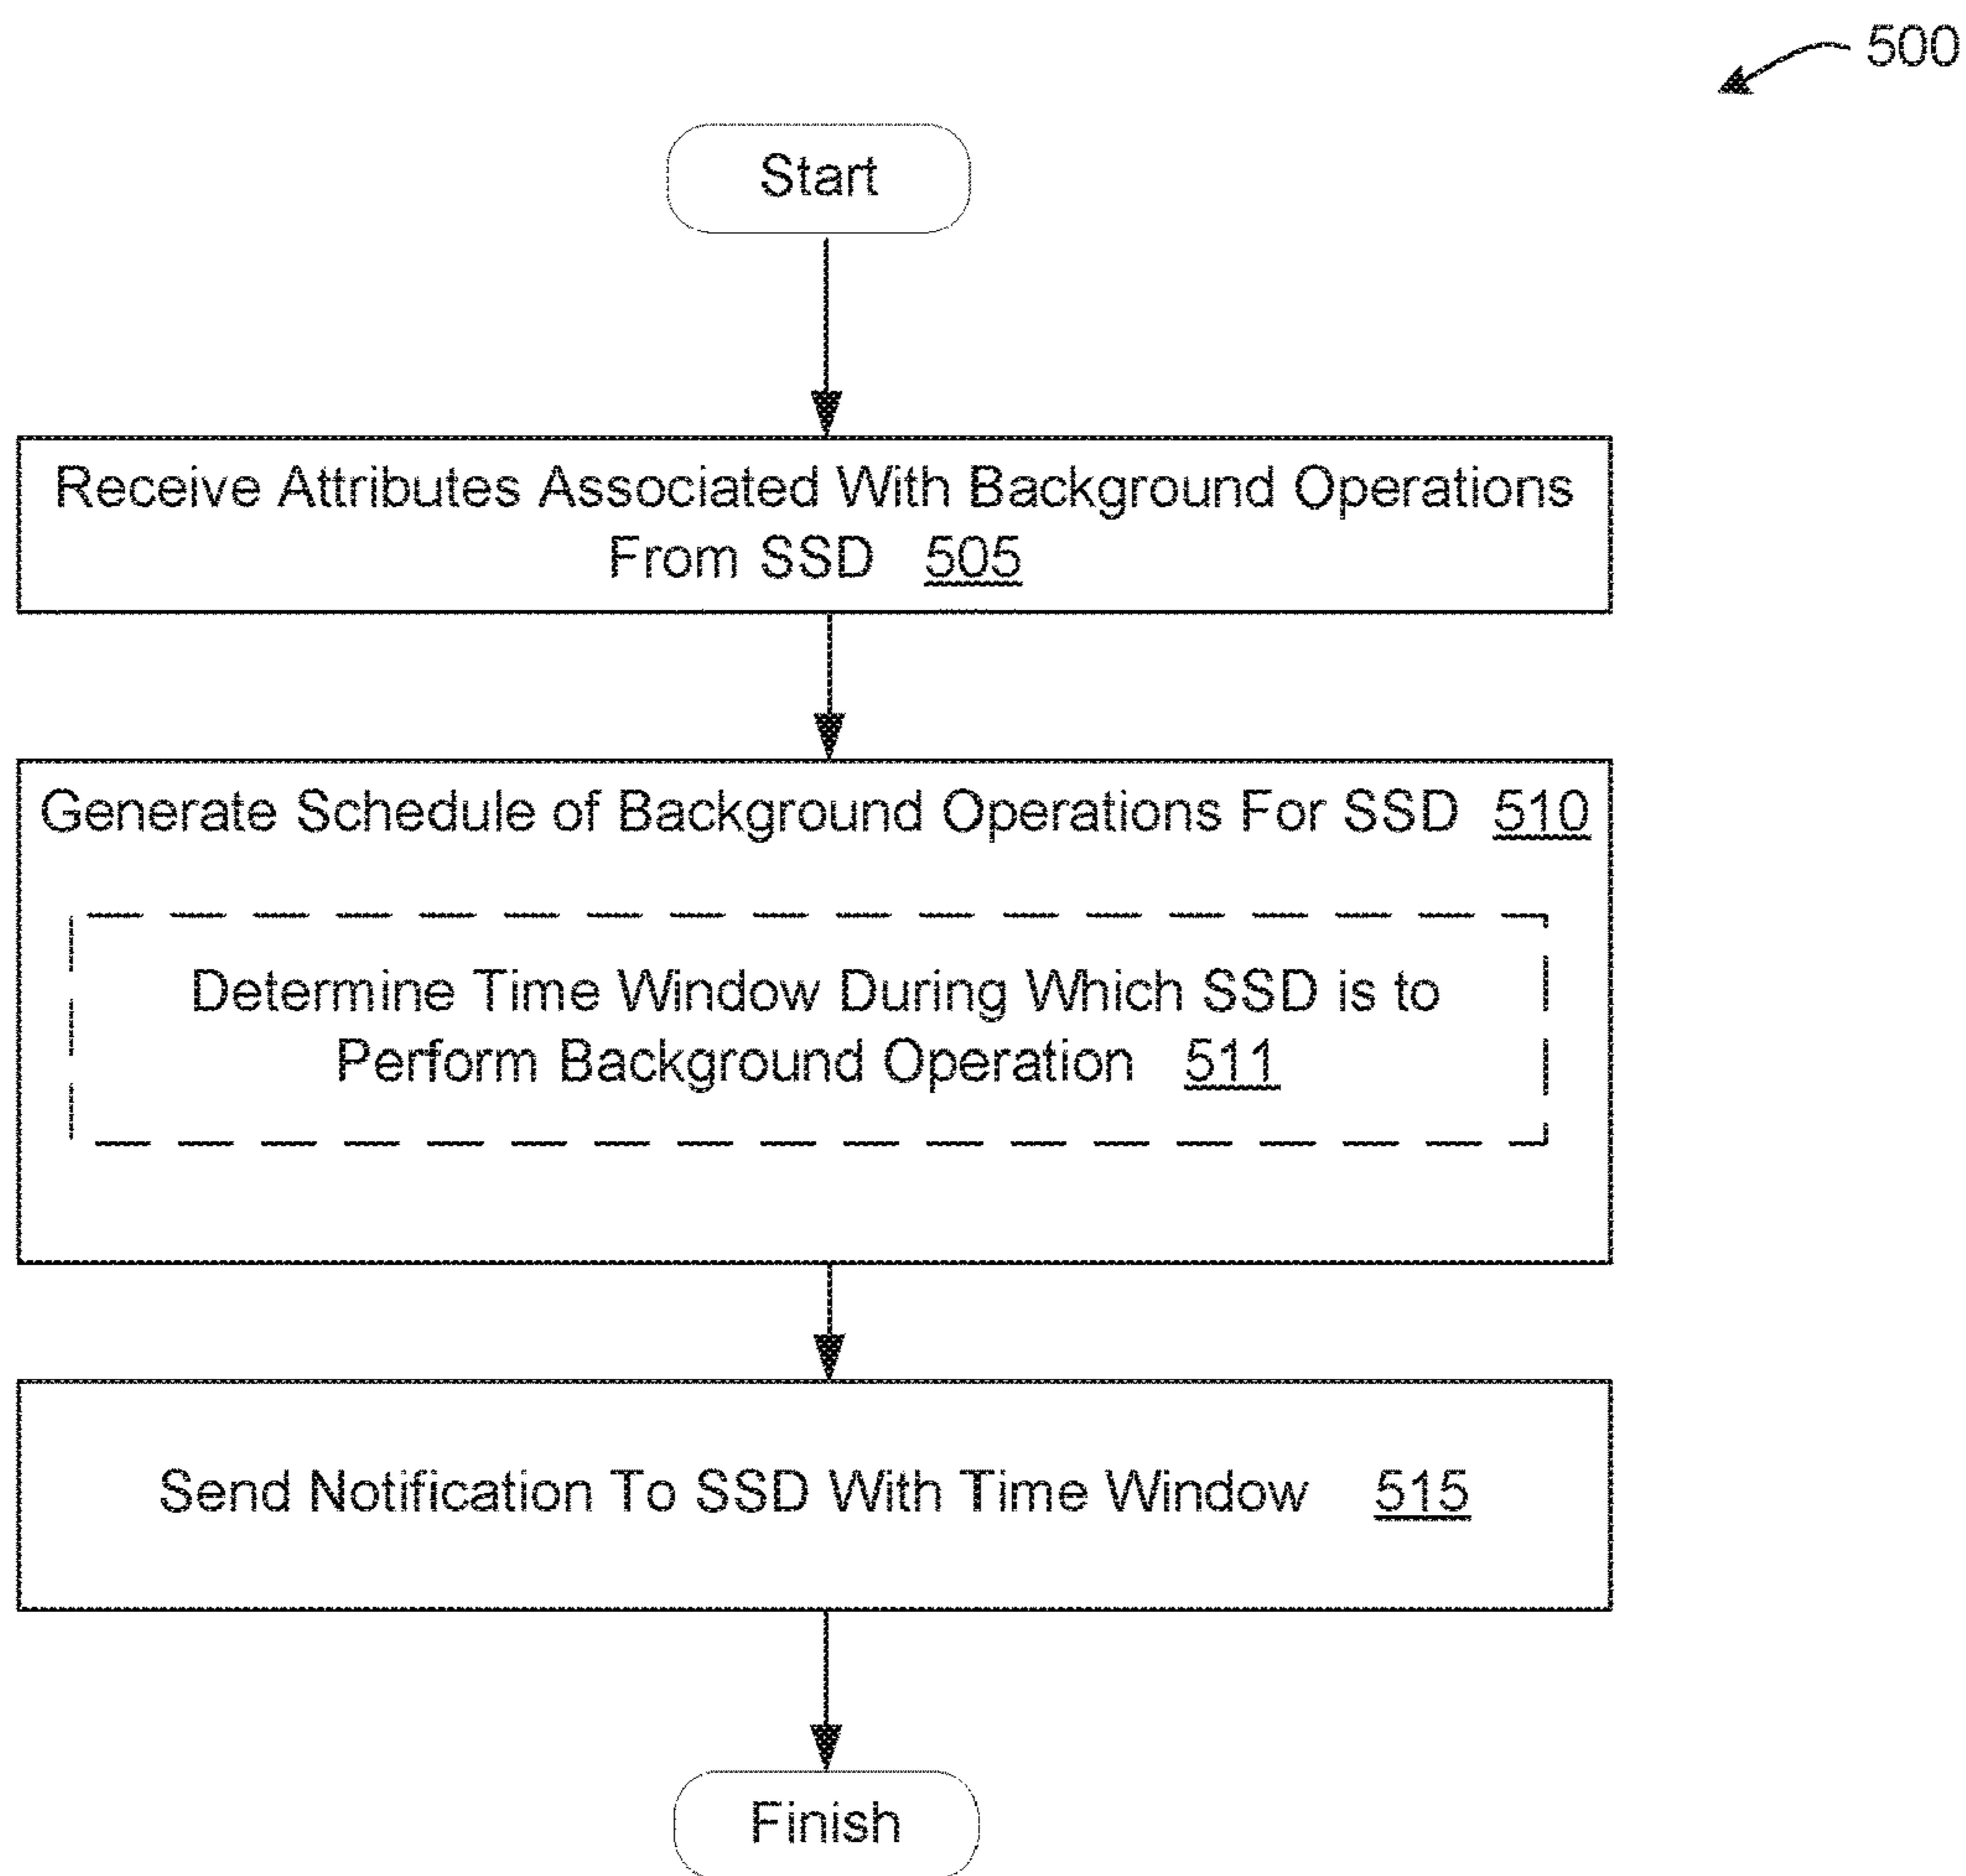 500
Start
Receive Attributes Associated With Background Operations
From SSD 505
Generate Schedule of Background Operations For SSD 510
Determine Time Window During Which SSD is to
Perform Background Operation 511
Send Notification To SSD With Time Window 515
Finish